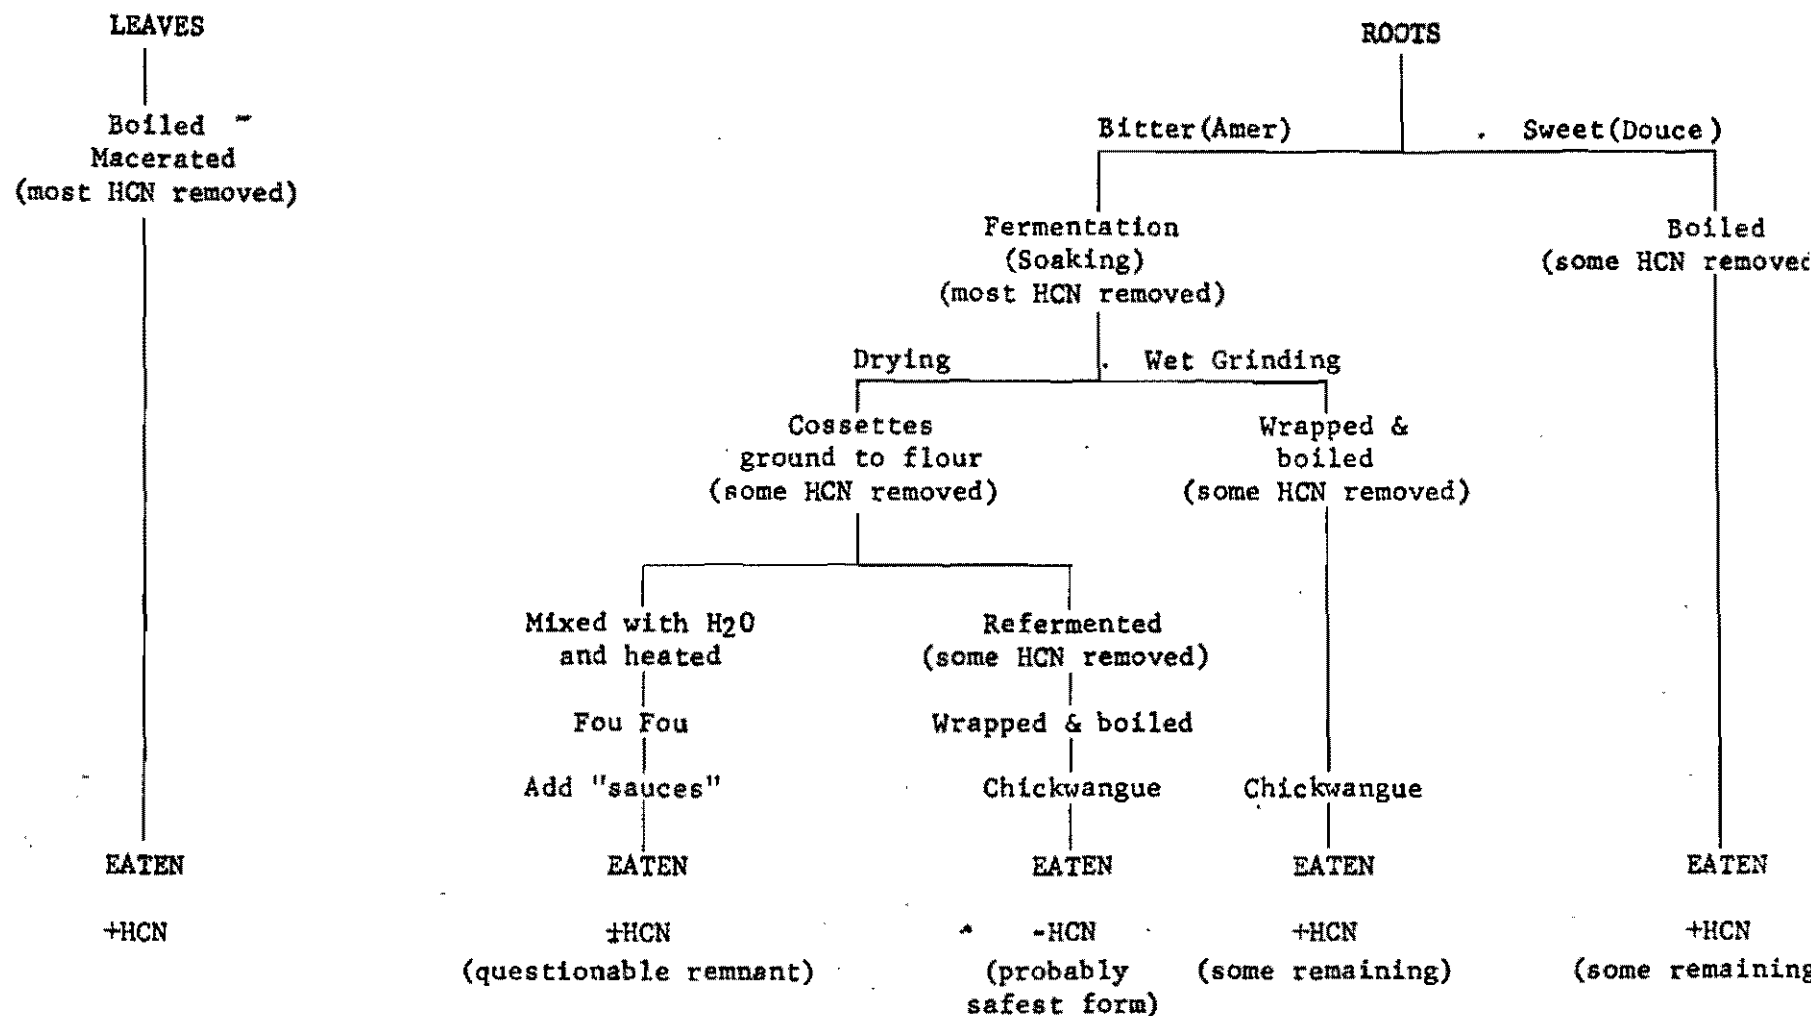 LEAVES
Boiled
Macerated
(most HCN removed)
EATEN
+HCN
ROOTS
Bitter(Amer)
Sweet(Douce)
Fermentation
(Soaking)
(most HCN removed)
Boiled
(some HCN removed
Drying
Wet Grinding
Cossettes
ground to flour
(some HCN removed)
Wrapped &
boiled
(some HCN removed)
Mixed with H2O
and heated
Fou Fou
Add "sauces"
EATEN
±HCN
(questionable remnant)
Refermented
(some HCN removed)
Wrapped & boiled
Chickwangue
EATEN
-HCN
(probably
safest form)
Chickwangue
EATEN
+HCN
(some remaining)
EATEN
+HCN
(some remaining